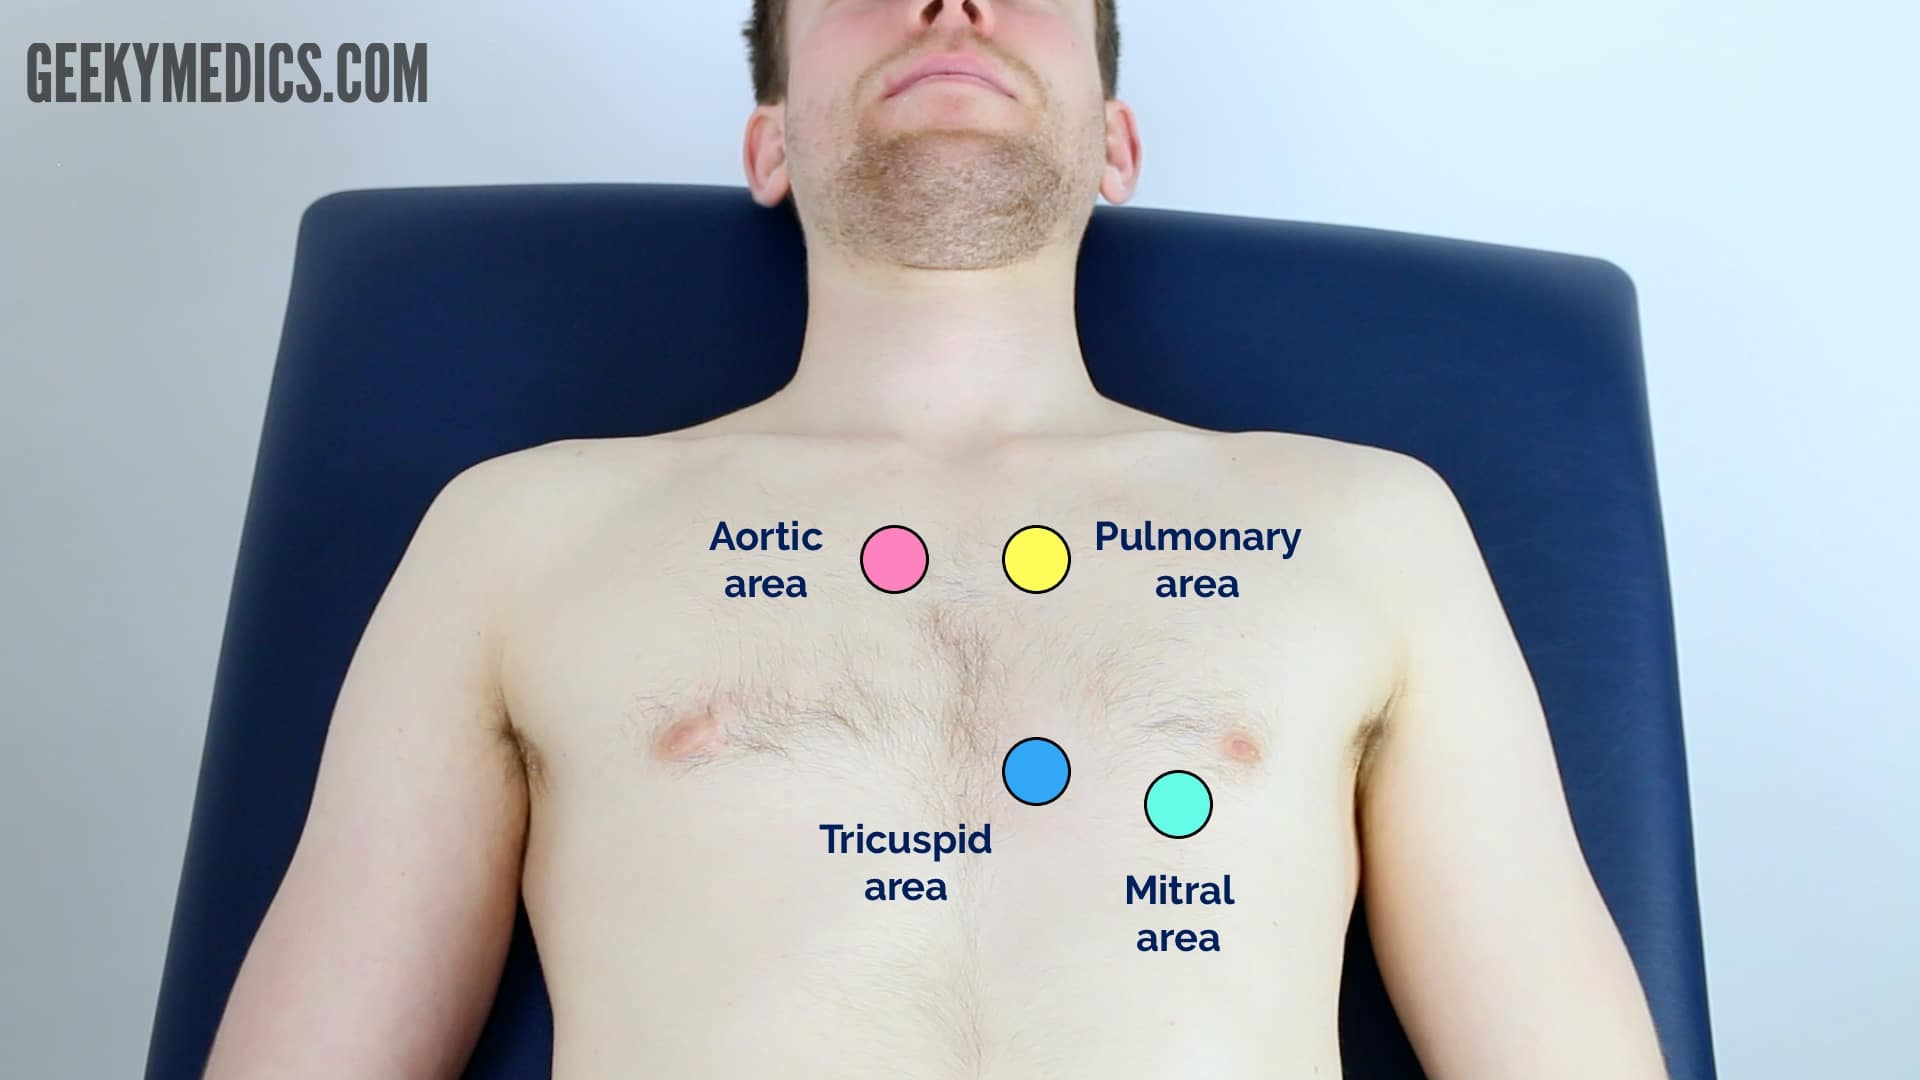 GEEKYMEDICS.COM
Aortic
area
Pulmonary
area
Tricuspid
area
Mitral
area